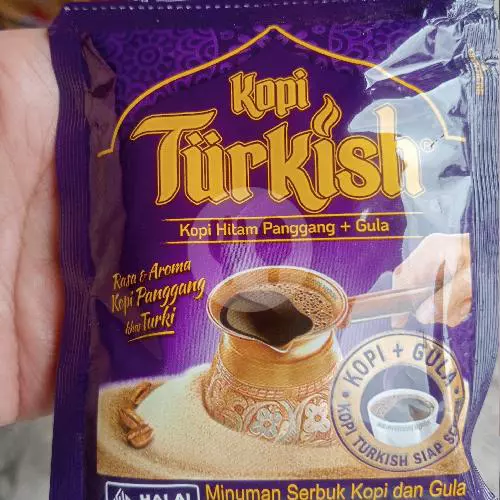 Kopi
Türkish®
Kopi Hitam Panggang + Gula
Rasa & Aroma
Kopi Panggang
khas Turki
KOPI + GULA
KOPI TURKISH SIAP
HALAL
Minuman Serbuk Kopi dan Gula